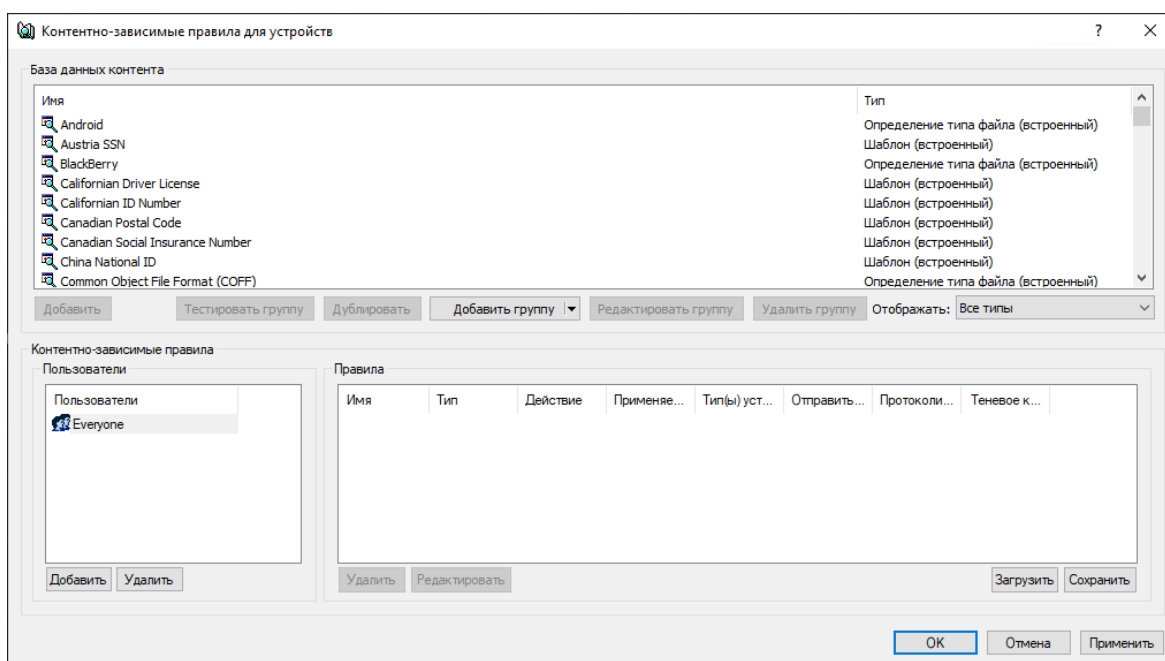 Контентно-зависимые правила для устройств ?
База данных контента
Имя Тип
Android Определение типа файла (встроенный)
Austria SSN Шаблон (встроенный)
BlackBerry Определение типа файла (встроенный)
Californian Driver License Шаблон (встроенный)
Californian ID Number Шаблон (встроенный)
Canadian Postal Code Шаблон (встроенный)
Canadian Social Insurance Number Шаблон (встроенный)
China National ID Шаблон (встроенный)
Common Object File Format (COFF) Определение типа файла (встроенный)
Добавить Тестировать группу Дублировать Добавить группу Редактировать группу Удалить группу Отображать: Все типы
Контентно-зависимые правила
Пользователи Правила
Пользователи Имя Тип Действие Применяе... Тип(ы) уст... Отправить... Протоколи... Теневое к...
Everyone
Добавить Удалить Удалить Редактировать Загрузить Сохранить
OK Отмена Применить